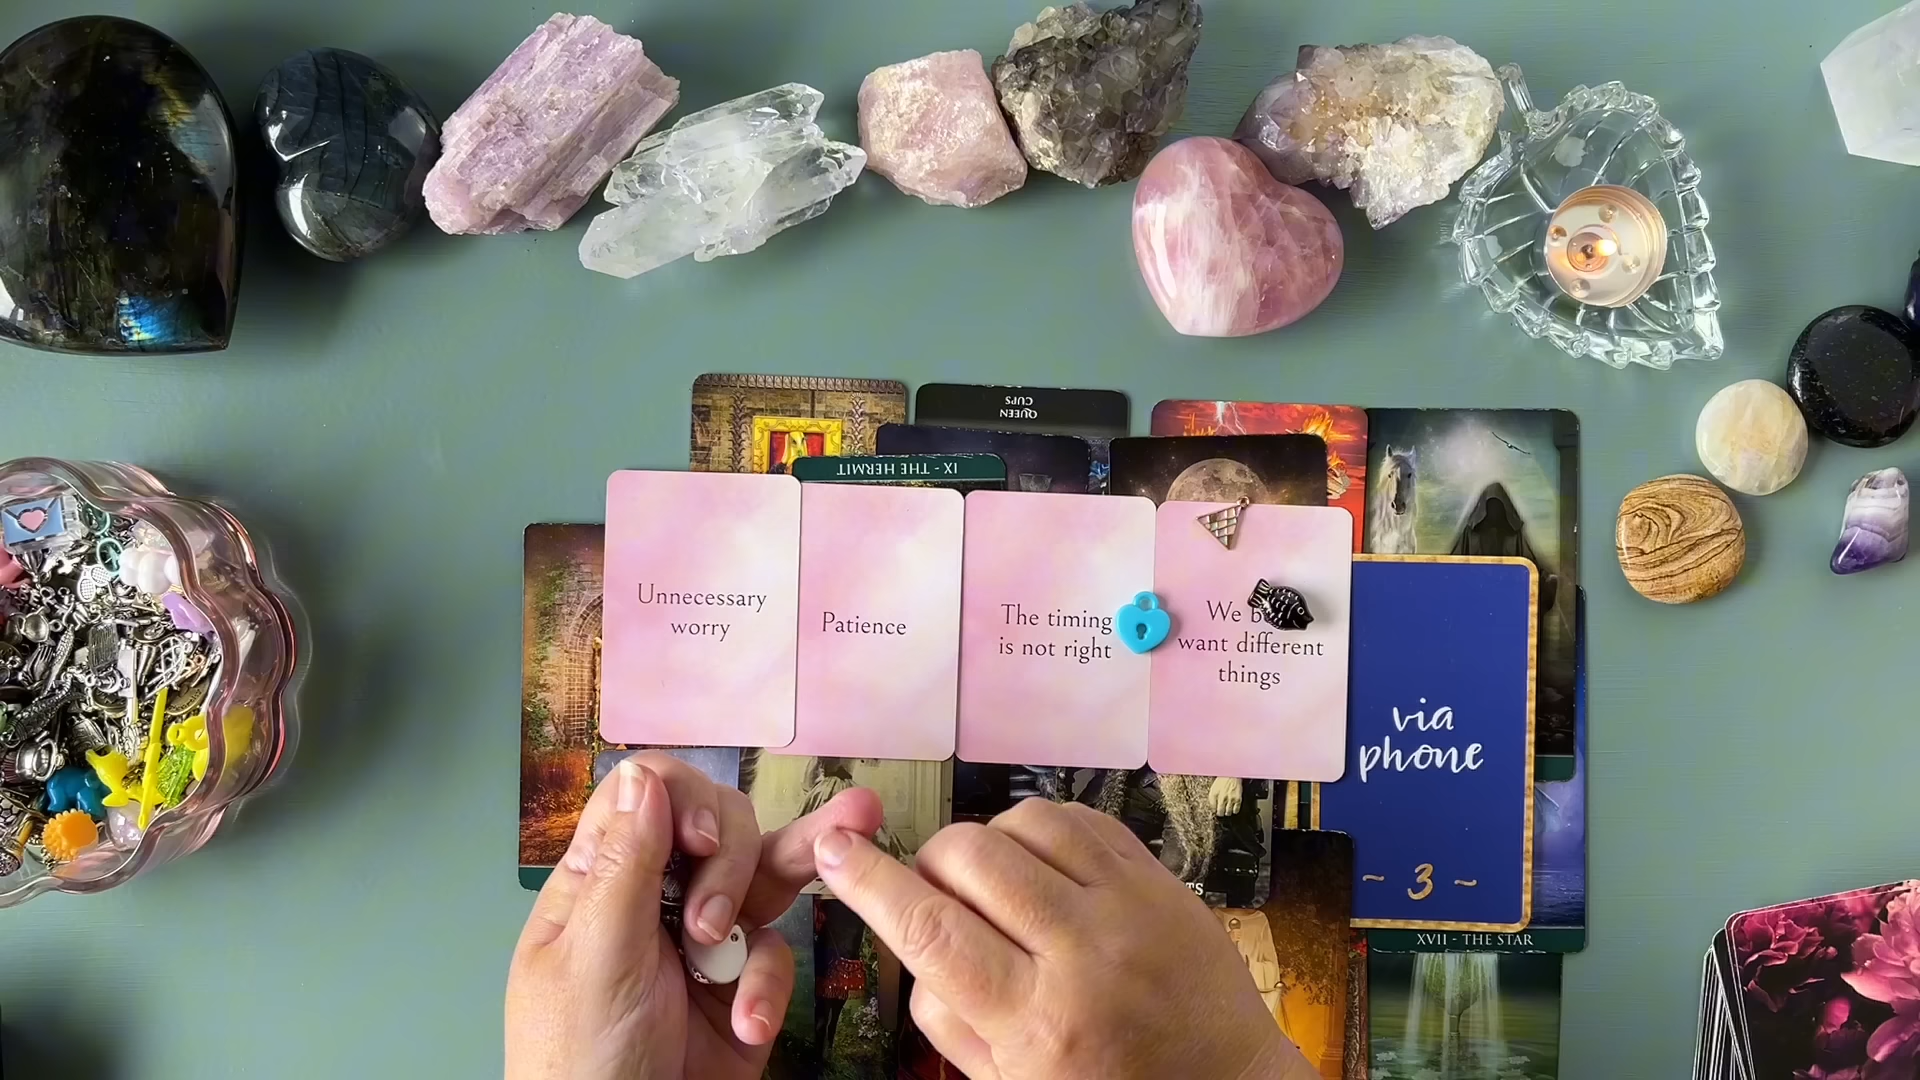 QUEEN
CUPS
IX - THE HERMIT
Unnecessary
worry
Patience
The timing
is not right
We
want different
things
via
phone
~ 3 ~
XVII - THE STAR